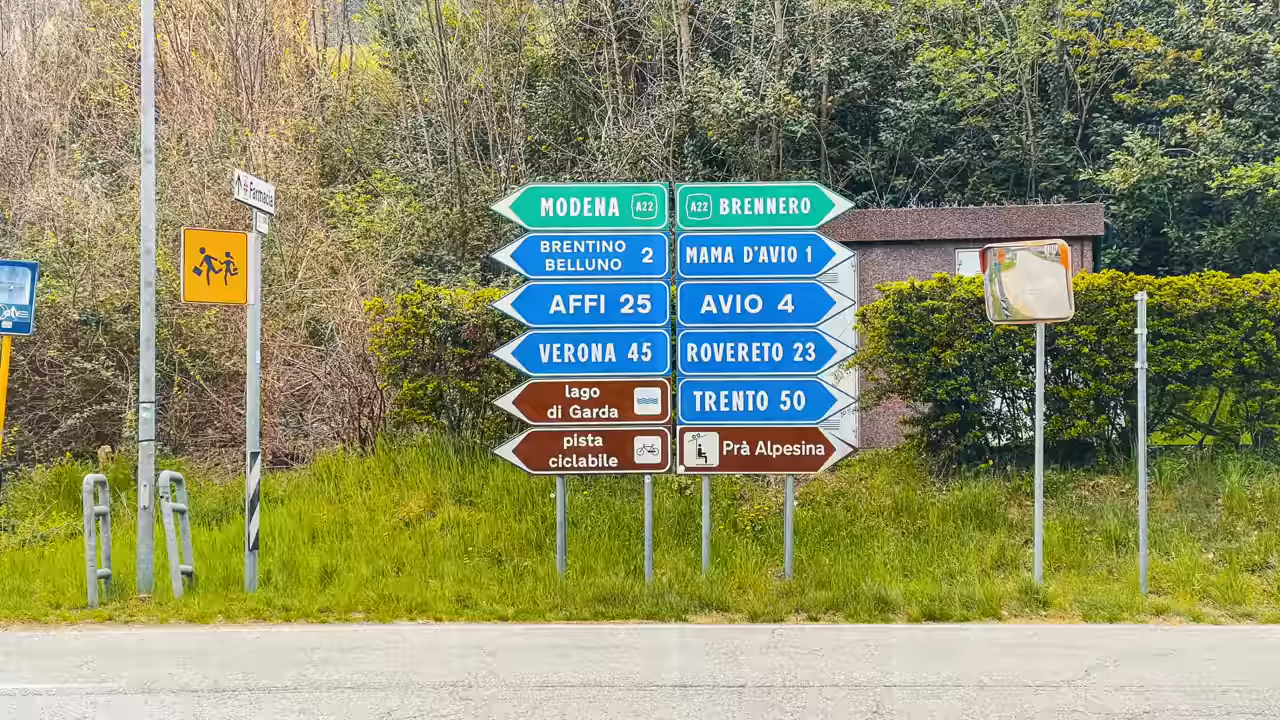 Farmacia
MODENA A22
BRENTINO
BELLUNO 2
AFFI 25
VERONA 45
lago
di Garda
pista
ciclabile
A22 BRENNERO
MAMA D'AVIO 1
AVIO 4
ROVERETO 23
TRENTO 50
Prà Alpesina